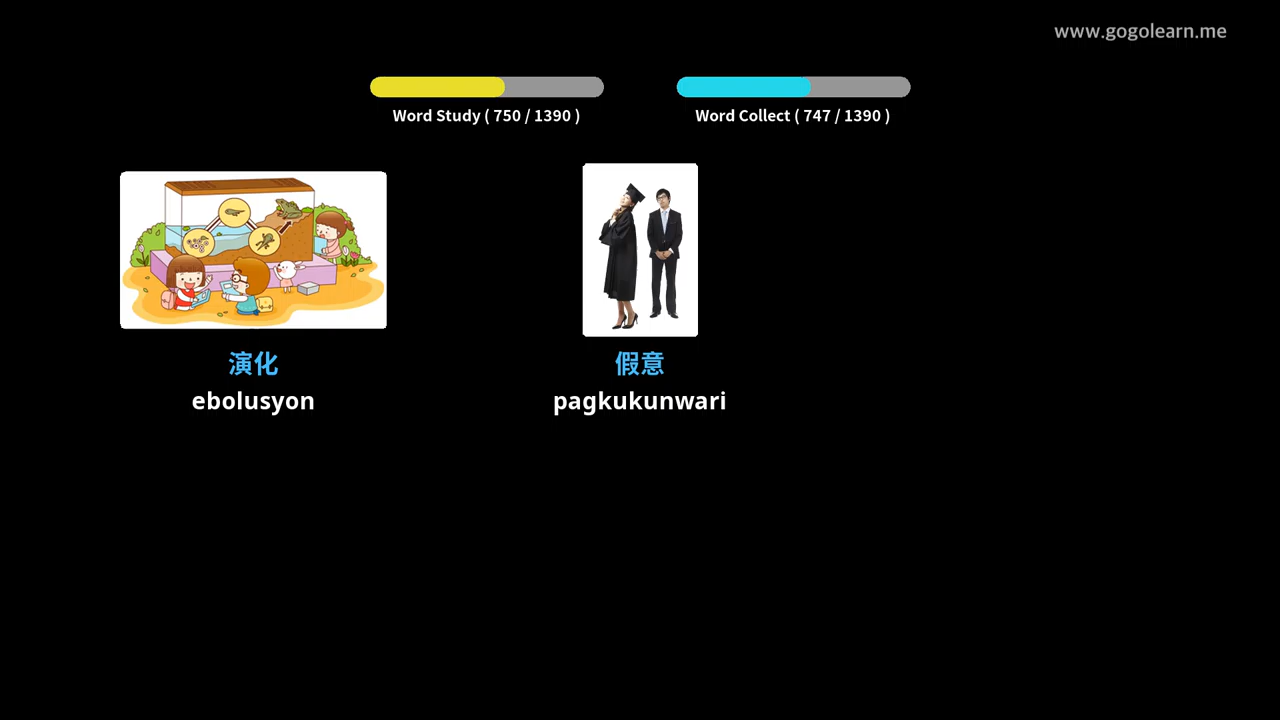 www.gogolearn.me
Word Study ( 750 / 1390 )
Word Collect ( 747 / 1390 )
演化
ebolusyon
假意
pagkukunwari